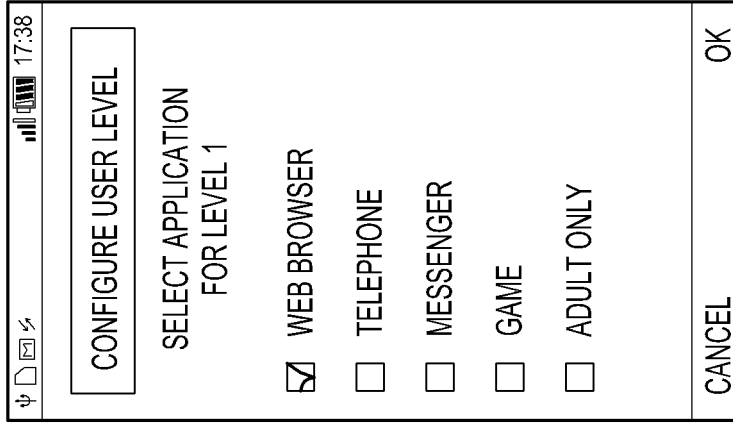 17:38
CONFIGURE USER LEVEL
SELECT APPLICATION
FOR LEVEL 1
WEB BROWSER
TELEPHONE
MESSENGER
GAME
ADULT ONLY
CANCEL OK